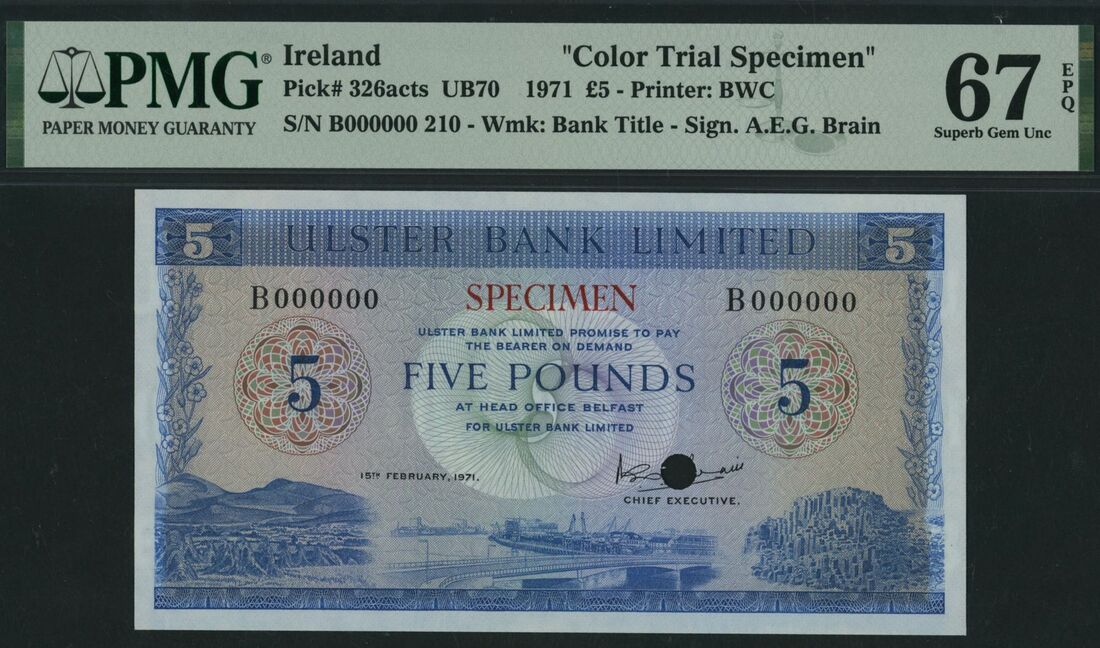 PMG®
PAPER MONEY GUARANTY
Ireland "Color Trial Specimen"
Pick# 326acts UB70 1971 £5 - Printer: BWC
S/N B000000 210 - Wmk: Bank Title - Sign. A.E.G. Brain
67 EPQ
Superb Gem Unc
5 ULSTER BANK LIMITED 5
B000000 SPECIMEN B000000
ULSTER BANK LIMITED PROMISE TO PAY
THE BEARER ON DEMAND
5 FIVE POUNDS 5
AT HEAD OFFICE BELFAST
FOR ULSTER BANK LIMITED
15TH FEBRUARY, 1971.
CHIEF EXECUTIVE.